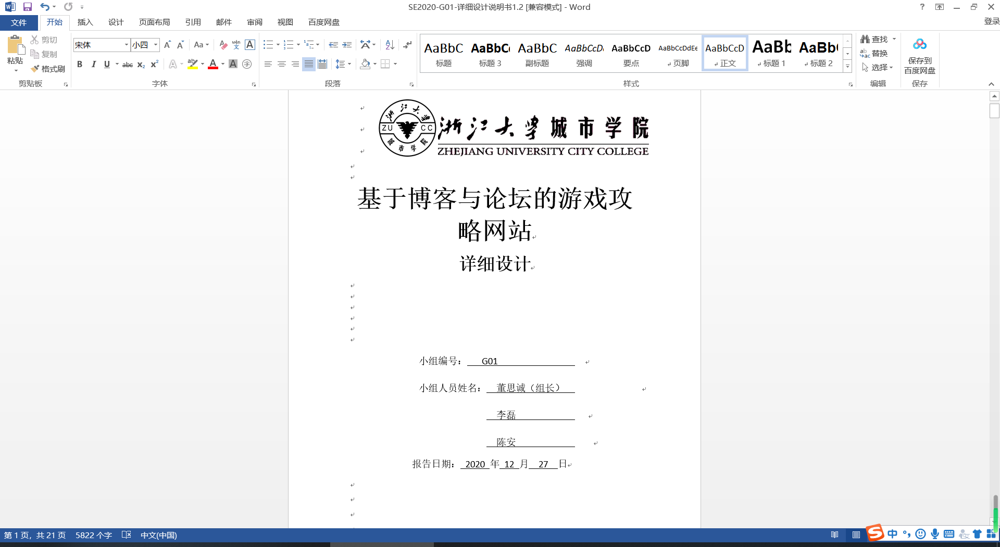 SE2020-G01-详细设计说明书1.2 [兼容模式] - Word
文件 开始 插入 设计 页面布局 引用 邮件 审阅 视图 百度网盘 登录
粘贴 剪切 复制 格式刷
剪贴板
宋体 小四
字体
段落
AaBbC AaBbC AaBbC AaBbCcD AaBbCcD AaBbCcDdEe AaBbCcD AaBb AaBb
标题 标题 3 副标题 强调 要点 页脚 正文 标题 1 标题 2
样式
查找
替换
选择
编辑
保存到
百度网盘
保存
ZU CC
城市学院
浙江大学城市学院
ZHEJIANG UNIVERSITY CITY COLLEGE
基于博客与论坛的游戏攻
略网站
详细设计
小组编号： G01
小组人员姓名： 董思诚（组长）
李磊
陈安
报告日期： 2020 年 12 月 27 日
第 1 页，共 21 页 5822 个字 中文(中国)
中